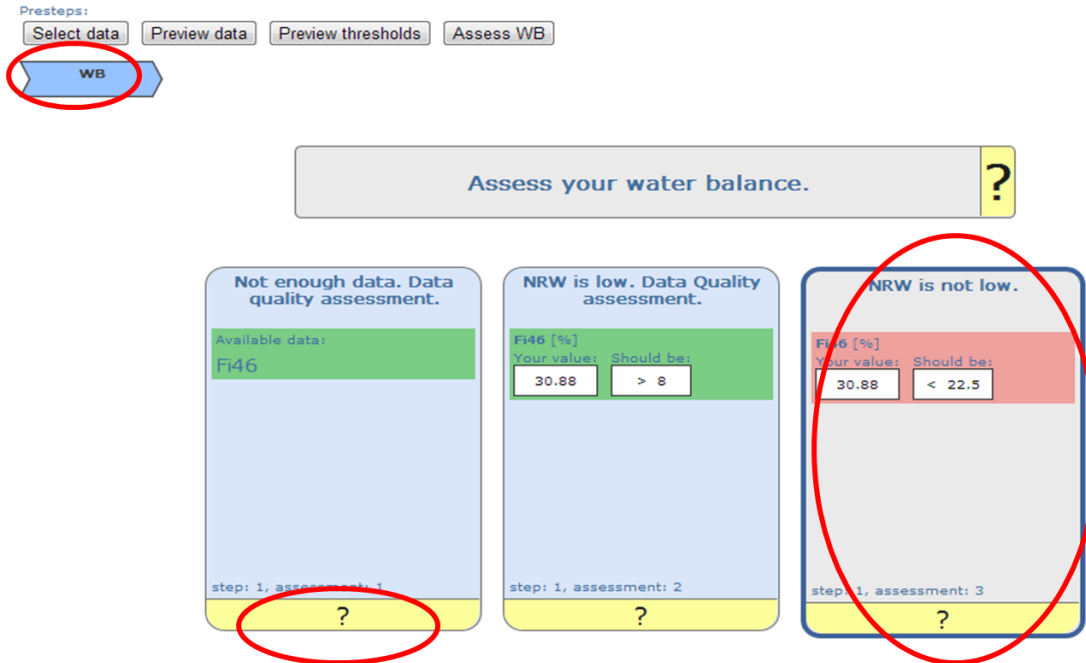 Presteps:
Select data Preview data Preview thresholds Assess WB
WB
Assess your water balance. ?
Not enough data. Data
quality assessment.
Available data:
Fi46
step: 1, assessment: 1
?
NRW is low. Data Quality
assessment.
Fi46 [%]
Your value: Should be:
30.88 > 8
step: 1, assessment: 2
?
NRW is not low.
Fi46 [%]
Your value: Should be:
30.88 < 22.5
step: 1, assessment: 3
?